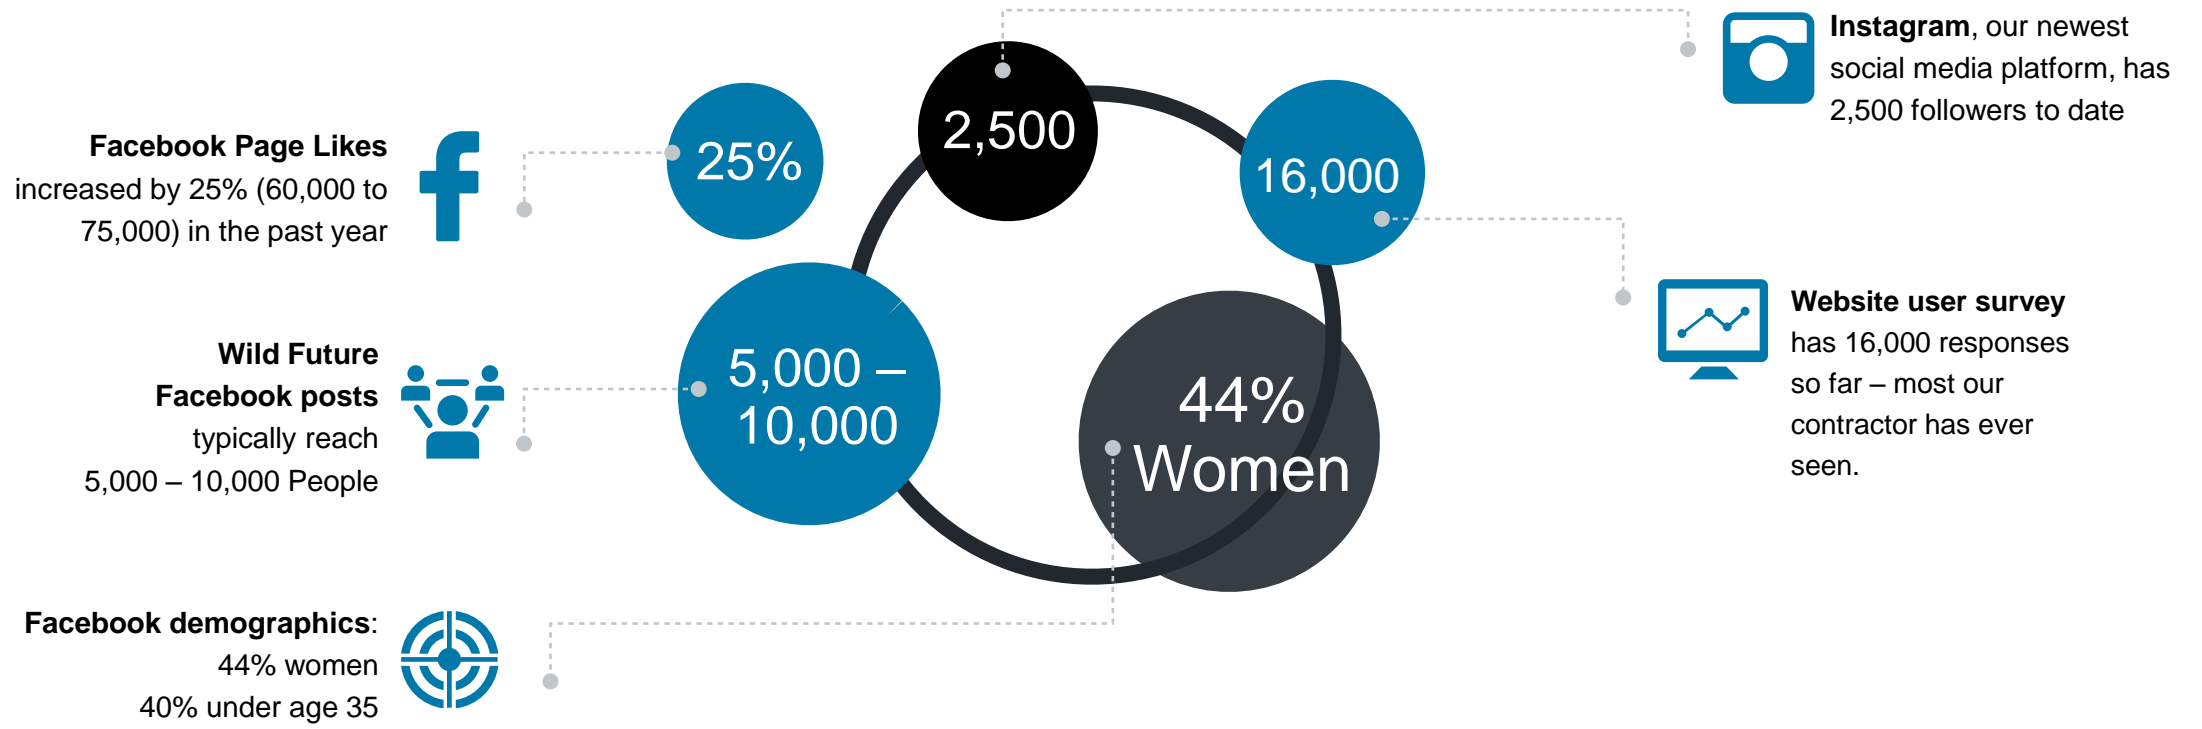 Facebook Page Likes
increased by 25% (60,000 to
75,000) in the past year
Wild Future
Facebook posts
typically reach
5,000 – 10,000 People
Facebook demographics:
44% women
40% under age 35
25%
2,500
16,000
5,000 –
10,000
44%
Women
Instagram, our newest
social media platform, has
2,500 followers to date
Website user survey
has 16,000 responses
so far – most our
contractor has ever
seen.